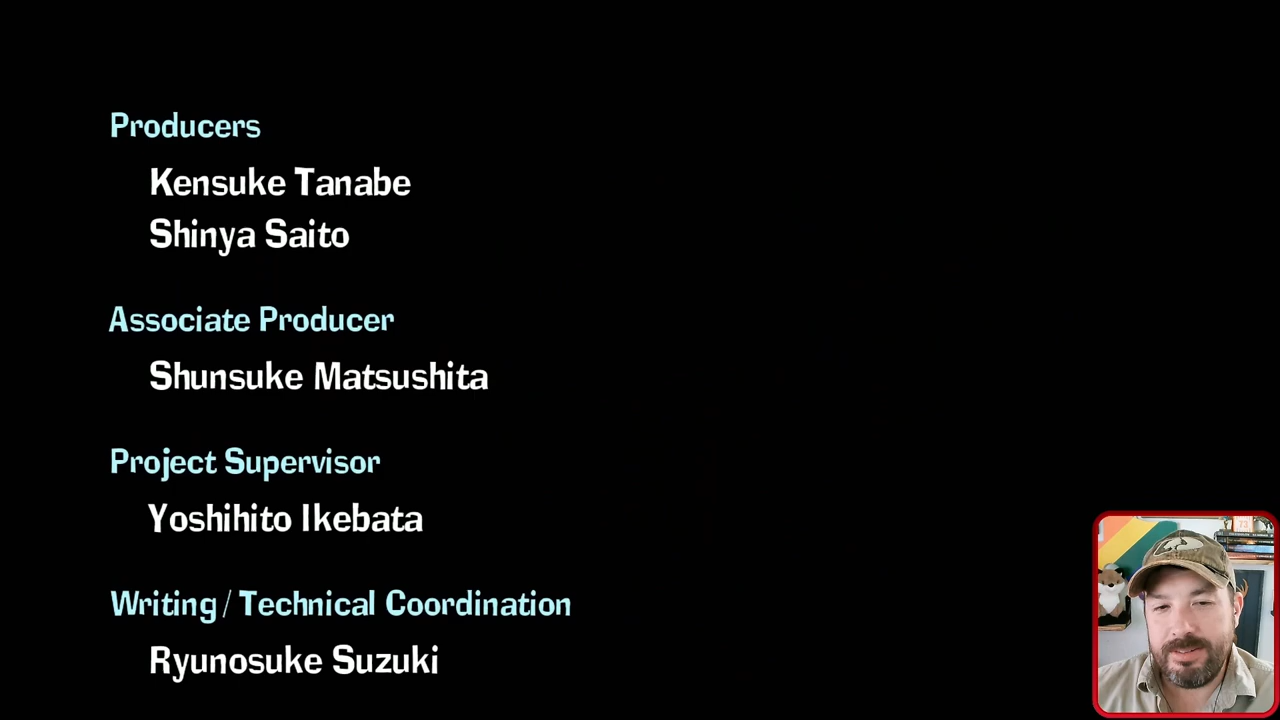 Producers
Kensuke Tanabe
Shinya Saito
Associate Producer
Shunsuke Matsushita
Project Supervisor
Yoshihito Ikebata
Writing / Technical Coordination
Ryunosuke Suzuki